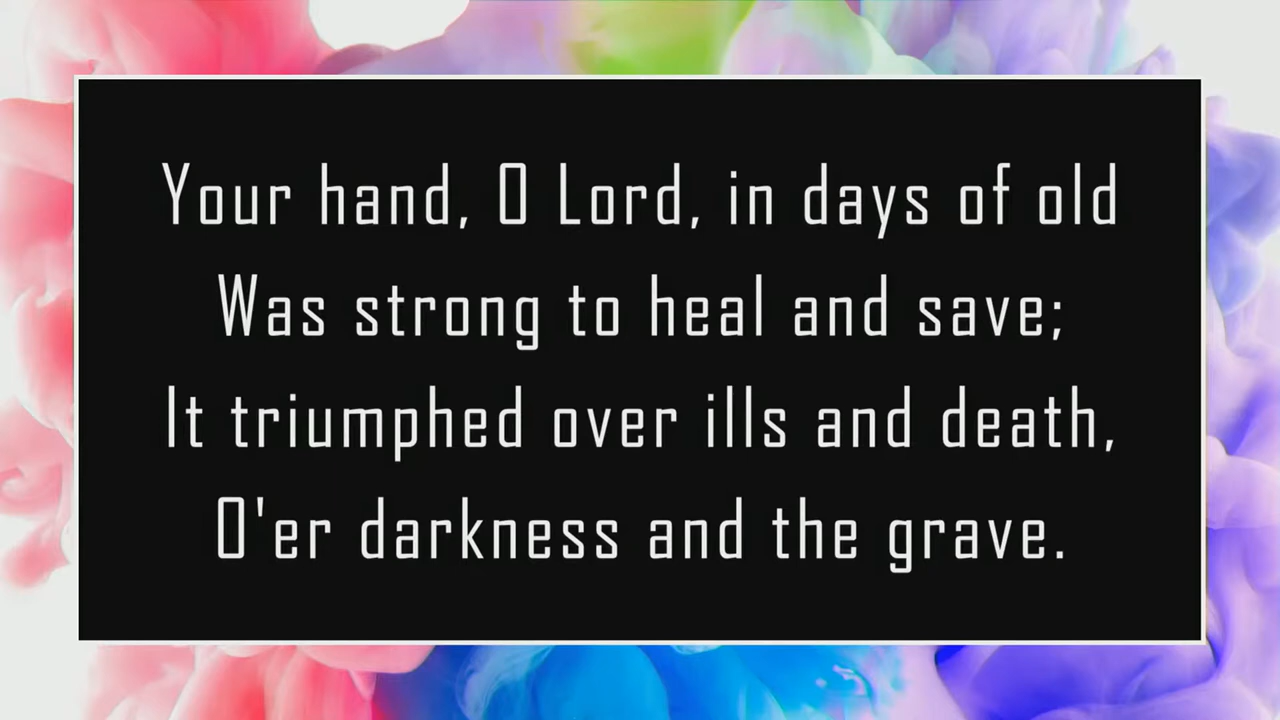 Your hand, O Lord, in days of old
Was strong to heal and save;
It triumphed over ills and death,
O'er darkness and the grave.